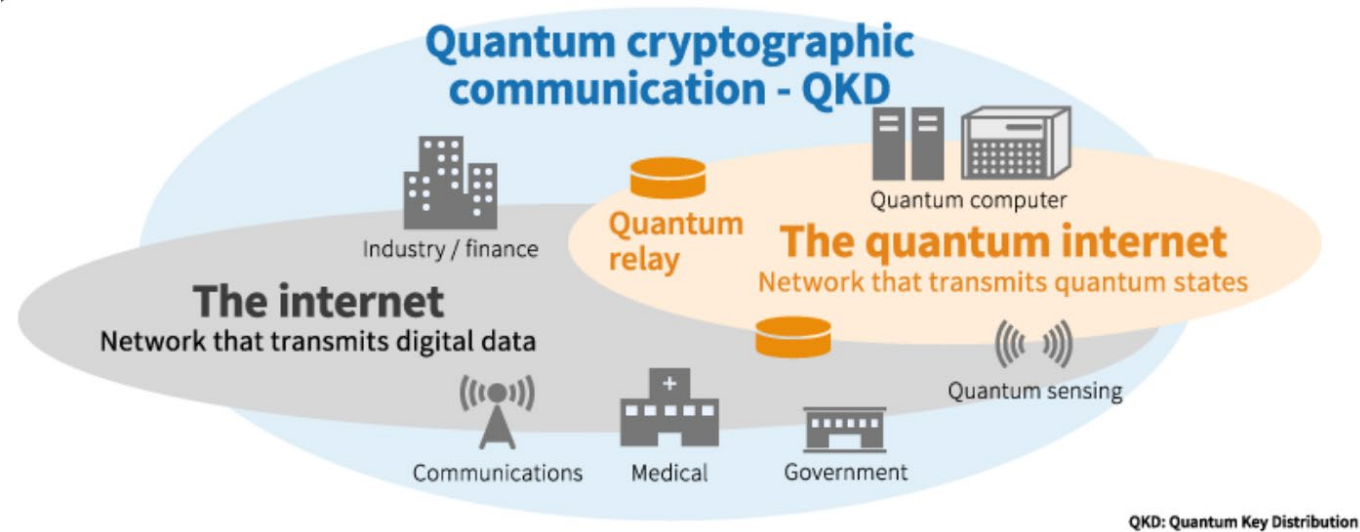 Quantum cryptographic
communication - QKD
Quantum computer
Industry / finance
Quantum
relay
The quantum internet
Network that transmits quantum states
The internet
Network that transmits digital data
Quantum sensing
Communications
Medical
Government
QKD: Quantum Key Distribution